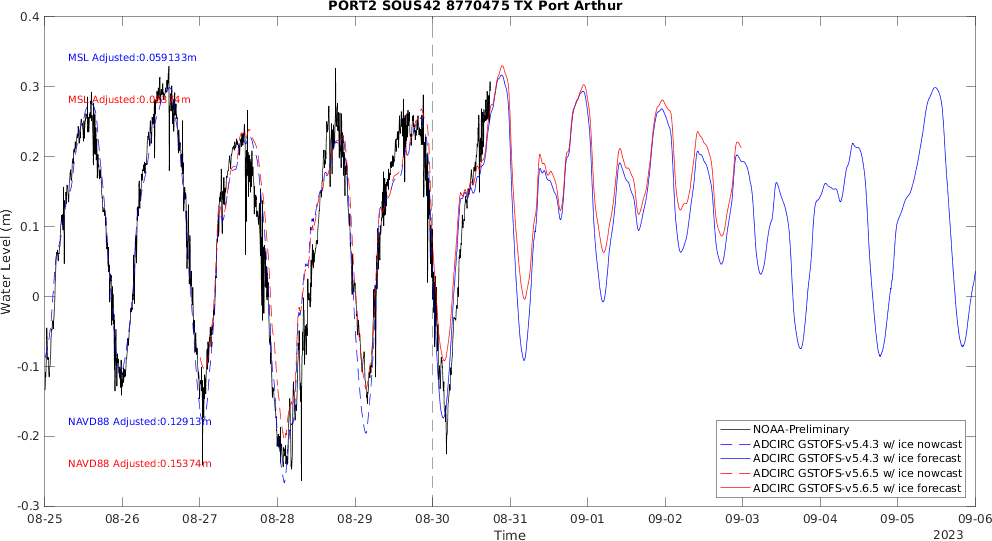 PORT2 SOUS42 8770475 TX Port Arthur
0.4
0.3
0.2
0.1
0
-0.1
-0.2
-0.3
Water Level (m)
MSL Adjusted:0.059133m
MSL Adjusted:
NAVD88 Adjusted:0.12913m
NAVD88 Adjusted:0.15374m
NOAA-Preliminary
ADCIRC GSTOFS-v5.4.3 w/ ice nowcast
ADCIRC GSTOFS-v5.4.3 w/ ice forecast
ADCIRC GSTOFS-v5.6.5 w/ ice nowcast
ADCIRC GSTOFS-v5.6.5 w/ ice forecast
08-25 08-26 08-27 08-28 08-29 08-30 08-31 09-01 09-02 09-03 09-04 09-05 09-06
Time
2023